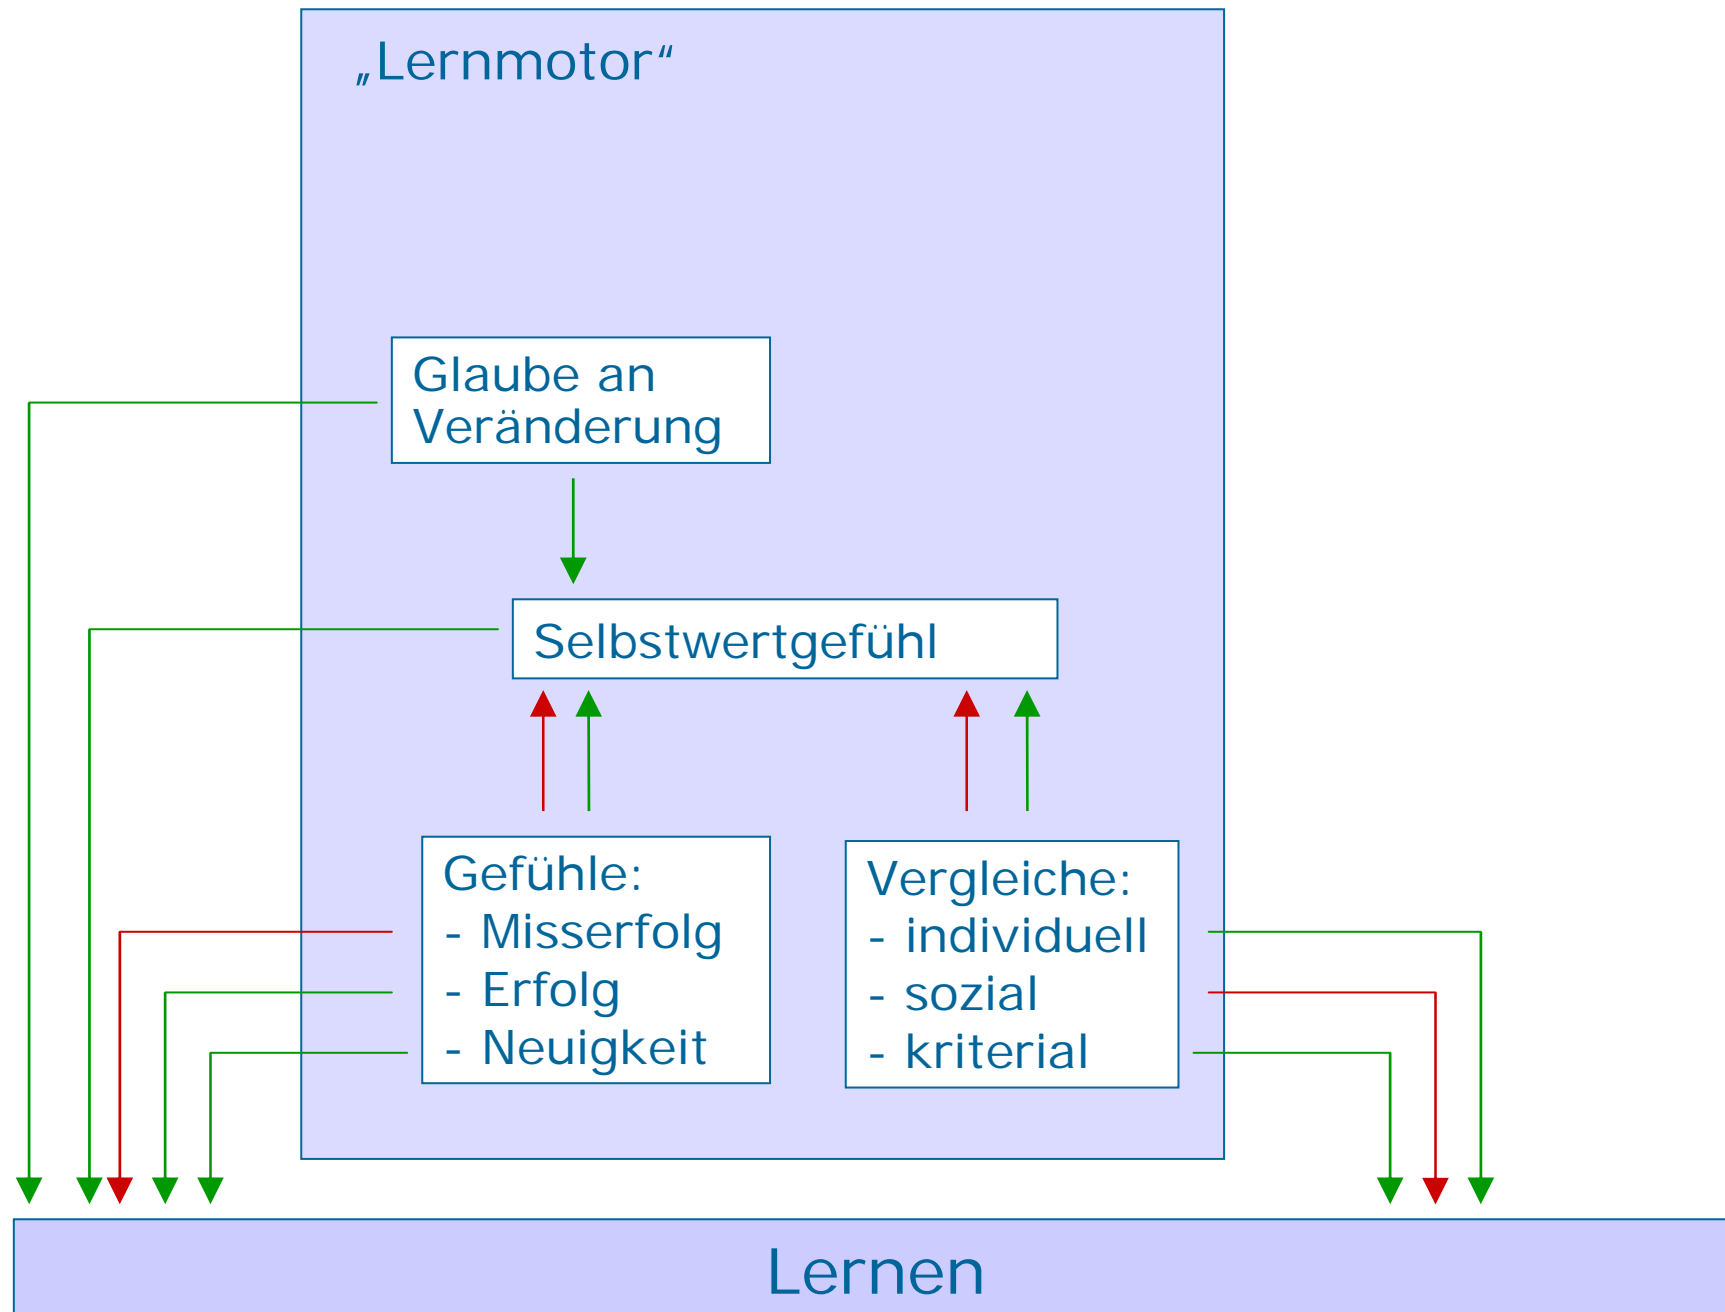 „Lernmotor“
Glaube an
Veränderung
Selbstwertgefühl
Gefühle:
- Misserfolg
- Erfolg
- Neuigkeit
Vergleiche:
- individuell
- sozial
- kriterial
Lernen